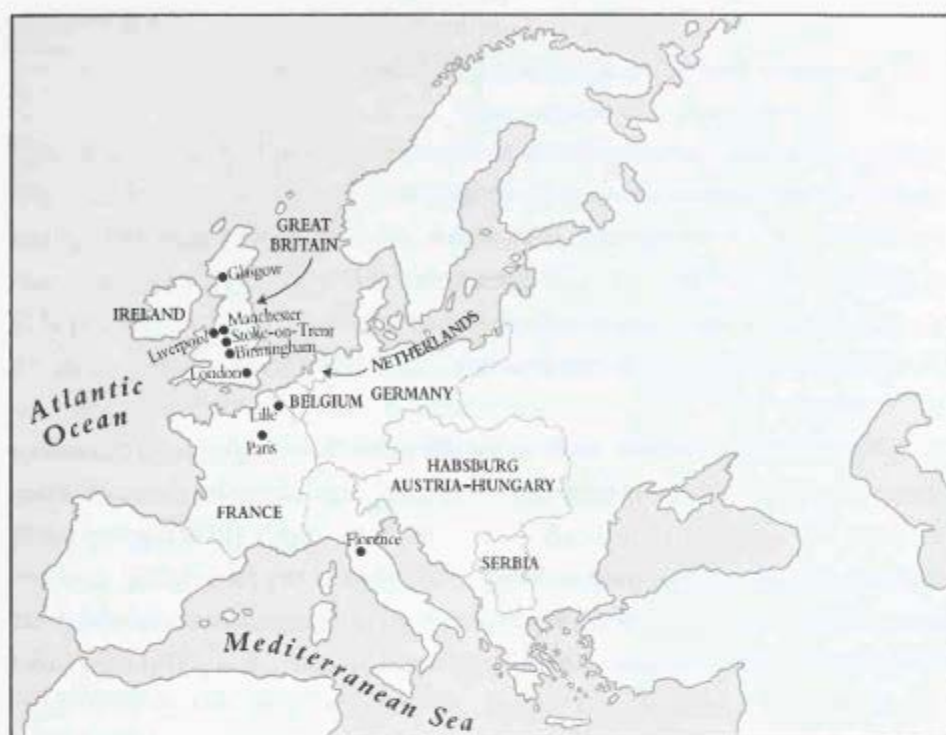 GREAT
BRITAIN
Glasgow
IRELAND
Manchester
Liverpool
Stoke-on-Trent
Birmingham
London
NETHERLANDS
Atlantic
Ocean
BELGIUM
GERMANY
Lille
Paris
HABSBURG
AUSTRIA–HUNGARY
FRANCE
Florence
SERBIA
Mediterranean Sea